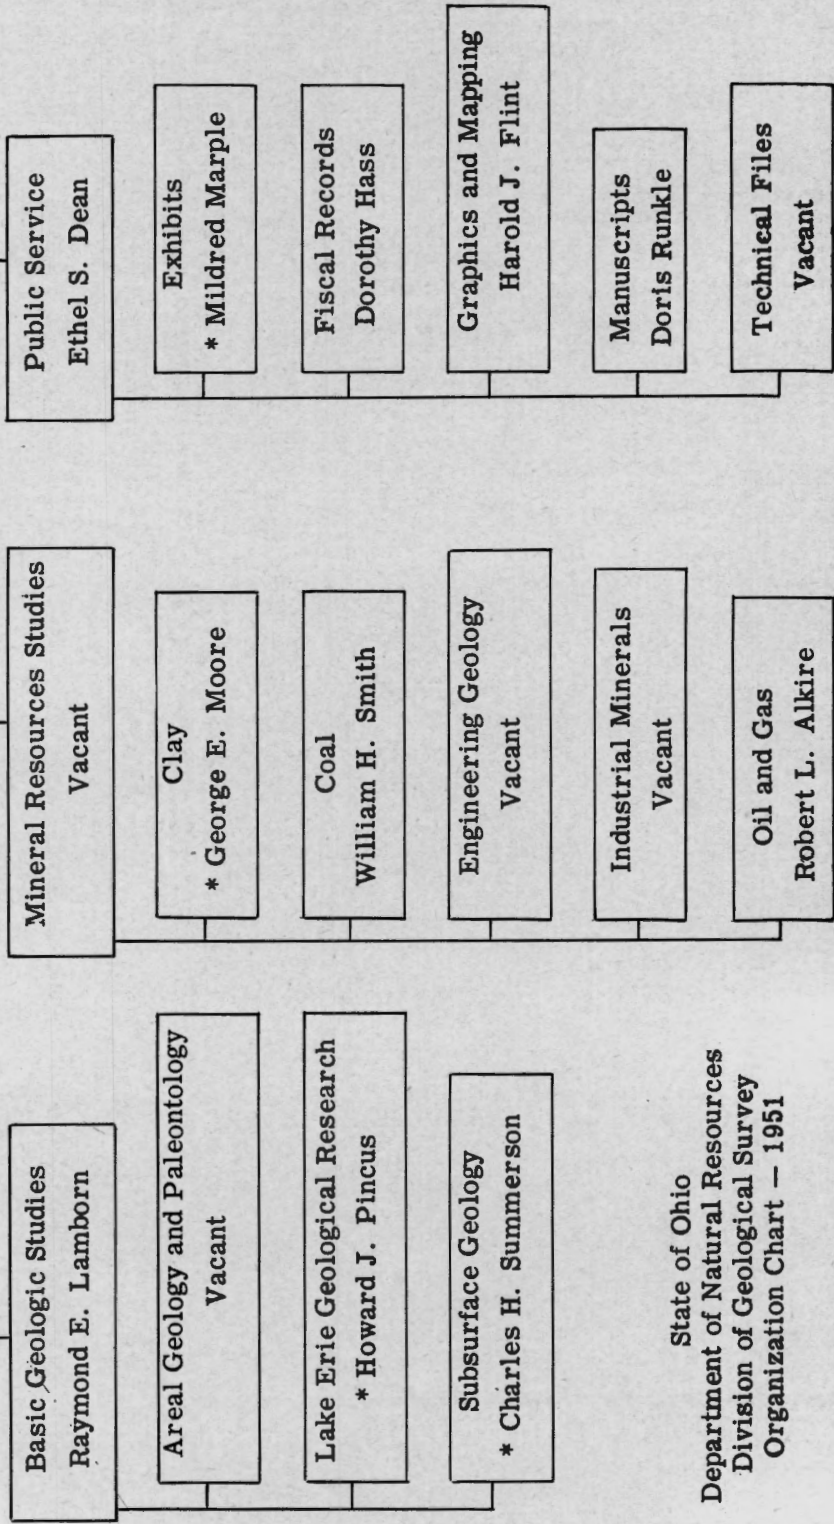 Basic Geologic Studies
Raymond E. Lamborn
Areal Geology and Paleontology
Vacant
Lake Erie Geological Research
* Howard J. Pincus
Subsurface Geology
* Charles H. Summerson
Mineral Resources Studies
Vacant
Clay
* George E. Moore
Coal
William H. Smith
Engineering Geology
Vacant
Industrial Minerals
Vacant
Oil and Gas
Robert L. Alkire
Public Service
Ethel S. Dean
Exhibits
* Mildred Marple
Fiscal Records
Dorothy Hass
Graphics and Mapping
Harold J. Flint
Manuscripts
Doris Runkle
Technical Files
Vacant
State of Ohio
Department of Natural Resources
Division of Geological Survey
Organization Chart — 1951